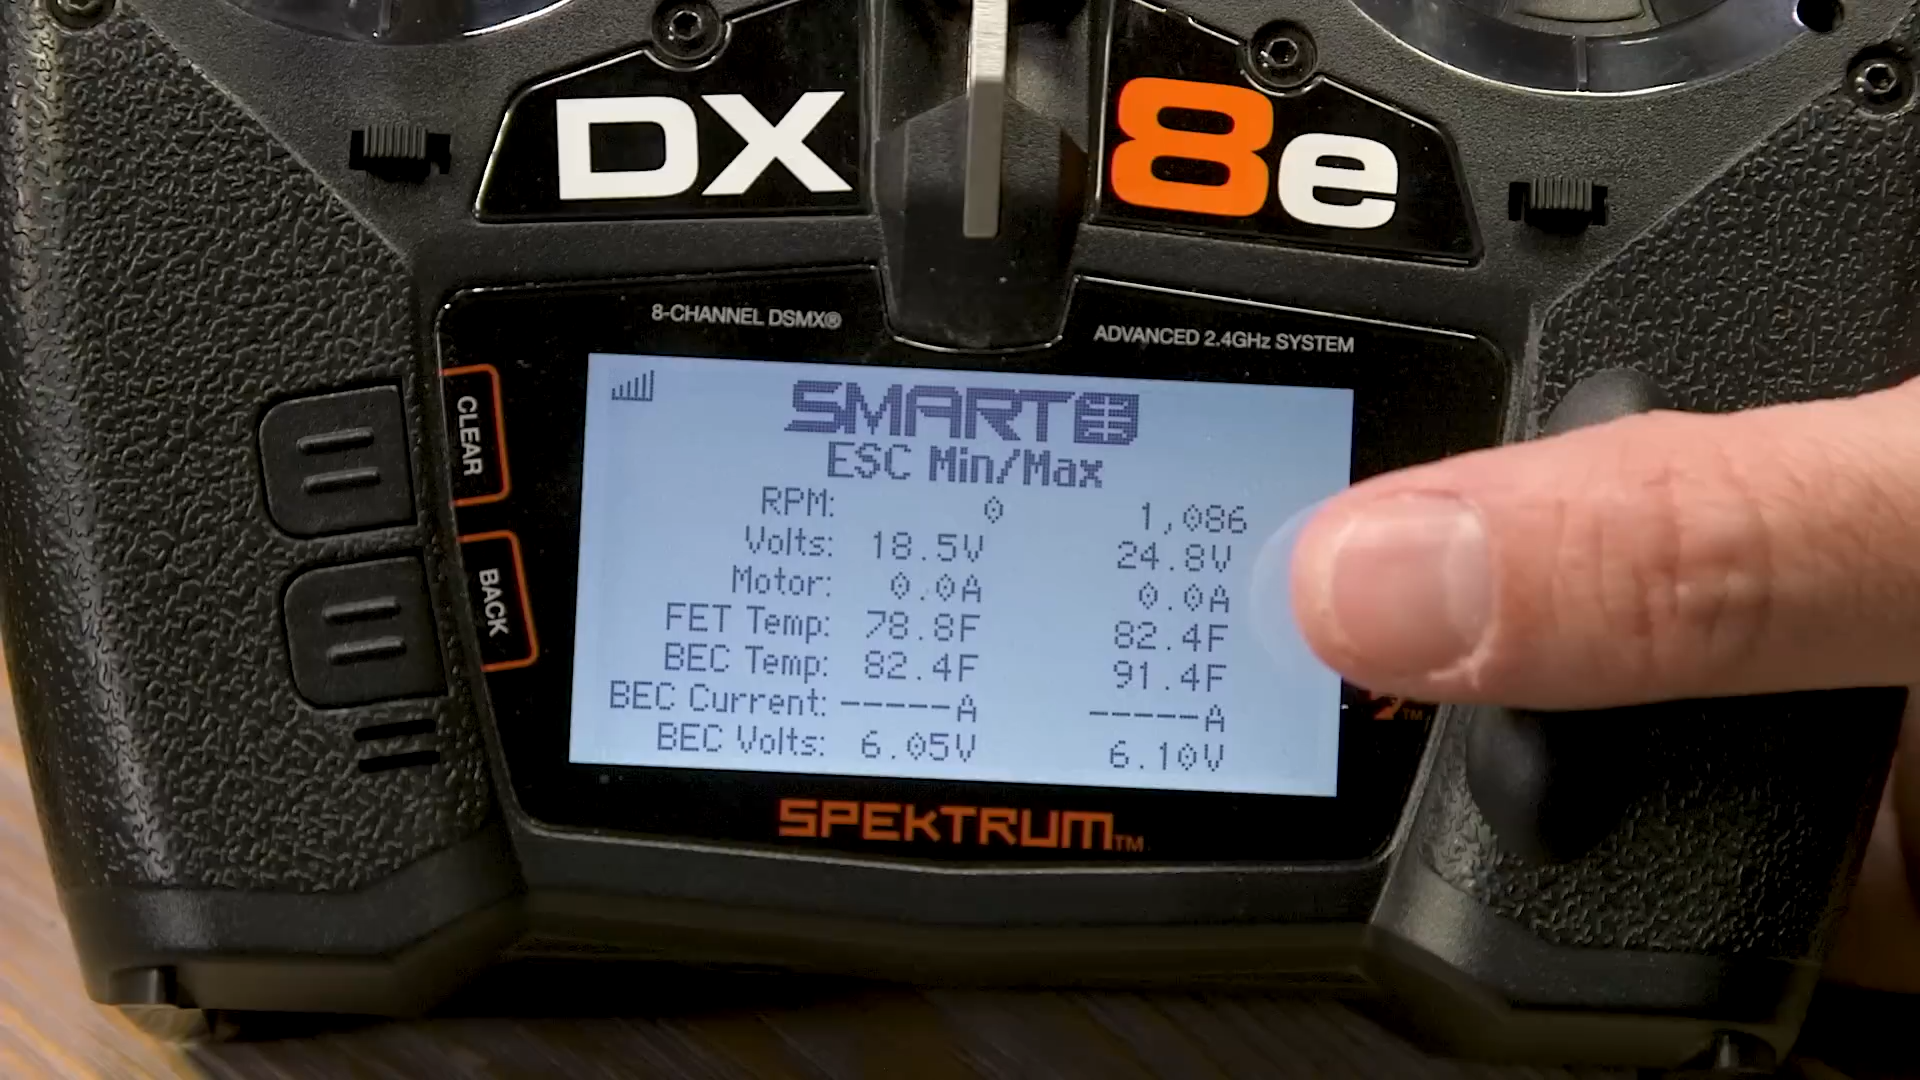 DX 8e
8-CHANNEL DSMX®
ADVANCED 2.4GHz SYSTEM
CLEAR
BACK
SMART
ESC Min/Max
RPM: 0 1,086
Volts: 18.5V 24.8V
Motor: 0.0A 0.0A
FET Temp: 78.8F 82.4F
BEC Temp: 82.4F 91.4F
BEC Current: -----A -----A
BEC Volts: 6.05V 6.10V
SPEKTRUM™
TM